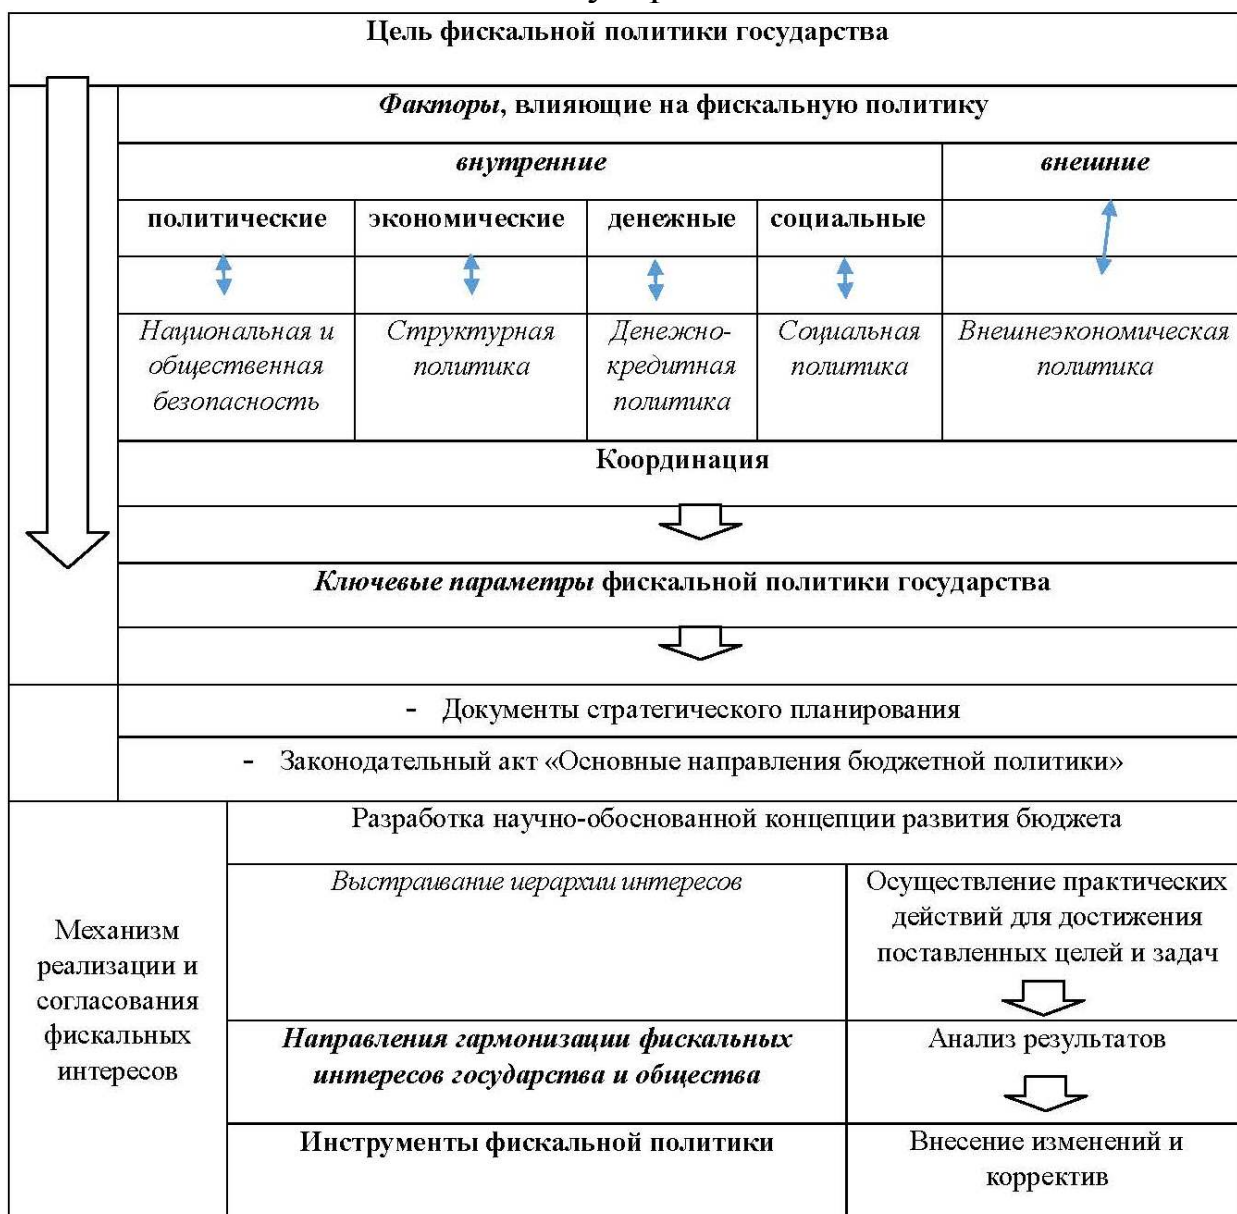 Цель фискальной политики государства
Факторы, влияющие на фискальную политику
внутренние
внешние
политические
экономические
денежные
социальные
Национальная и
общественная
безопасность
Структурная
политика
Денежно-
кредитная
политика
Социальная
политика
Внешнеэкономическая
политика
Координация
Ключевые параметры фискальной политики государства
- Документы стратегического планирования
- Законодательный акт «Основные направления бюджетной политики»
Механизм
реализации и
согласования
фискальных
интересов
Разработка научно-обоснованной концепции развития бюджета
Выстраивание иерархии интересов
Осуществление практических
действий для достижения
поставленных целей и задач
Направления гармонизации фискальных
интересов государства и общества
Анализ результатов
Инструменты фискальной политики
Внесение изменений и
корректив